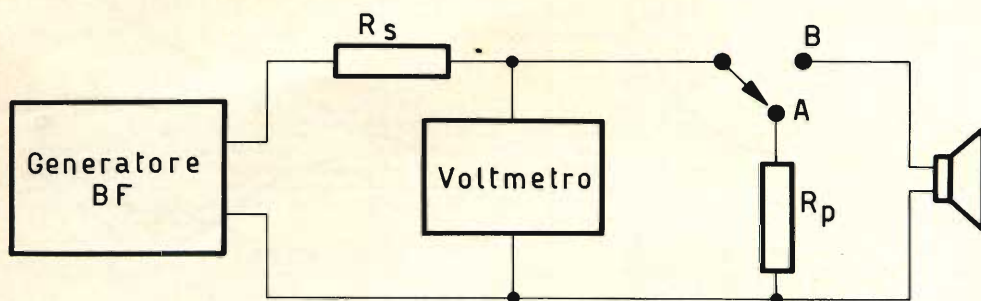 Rs
B
A
Generatore
BF
Voltmetro
Rp